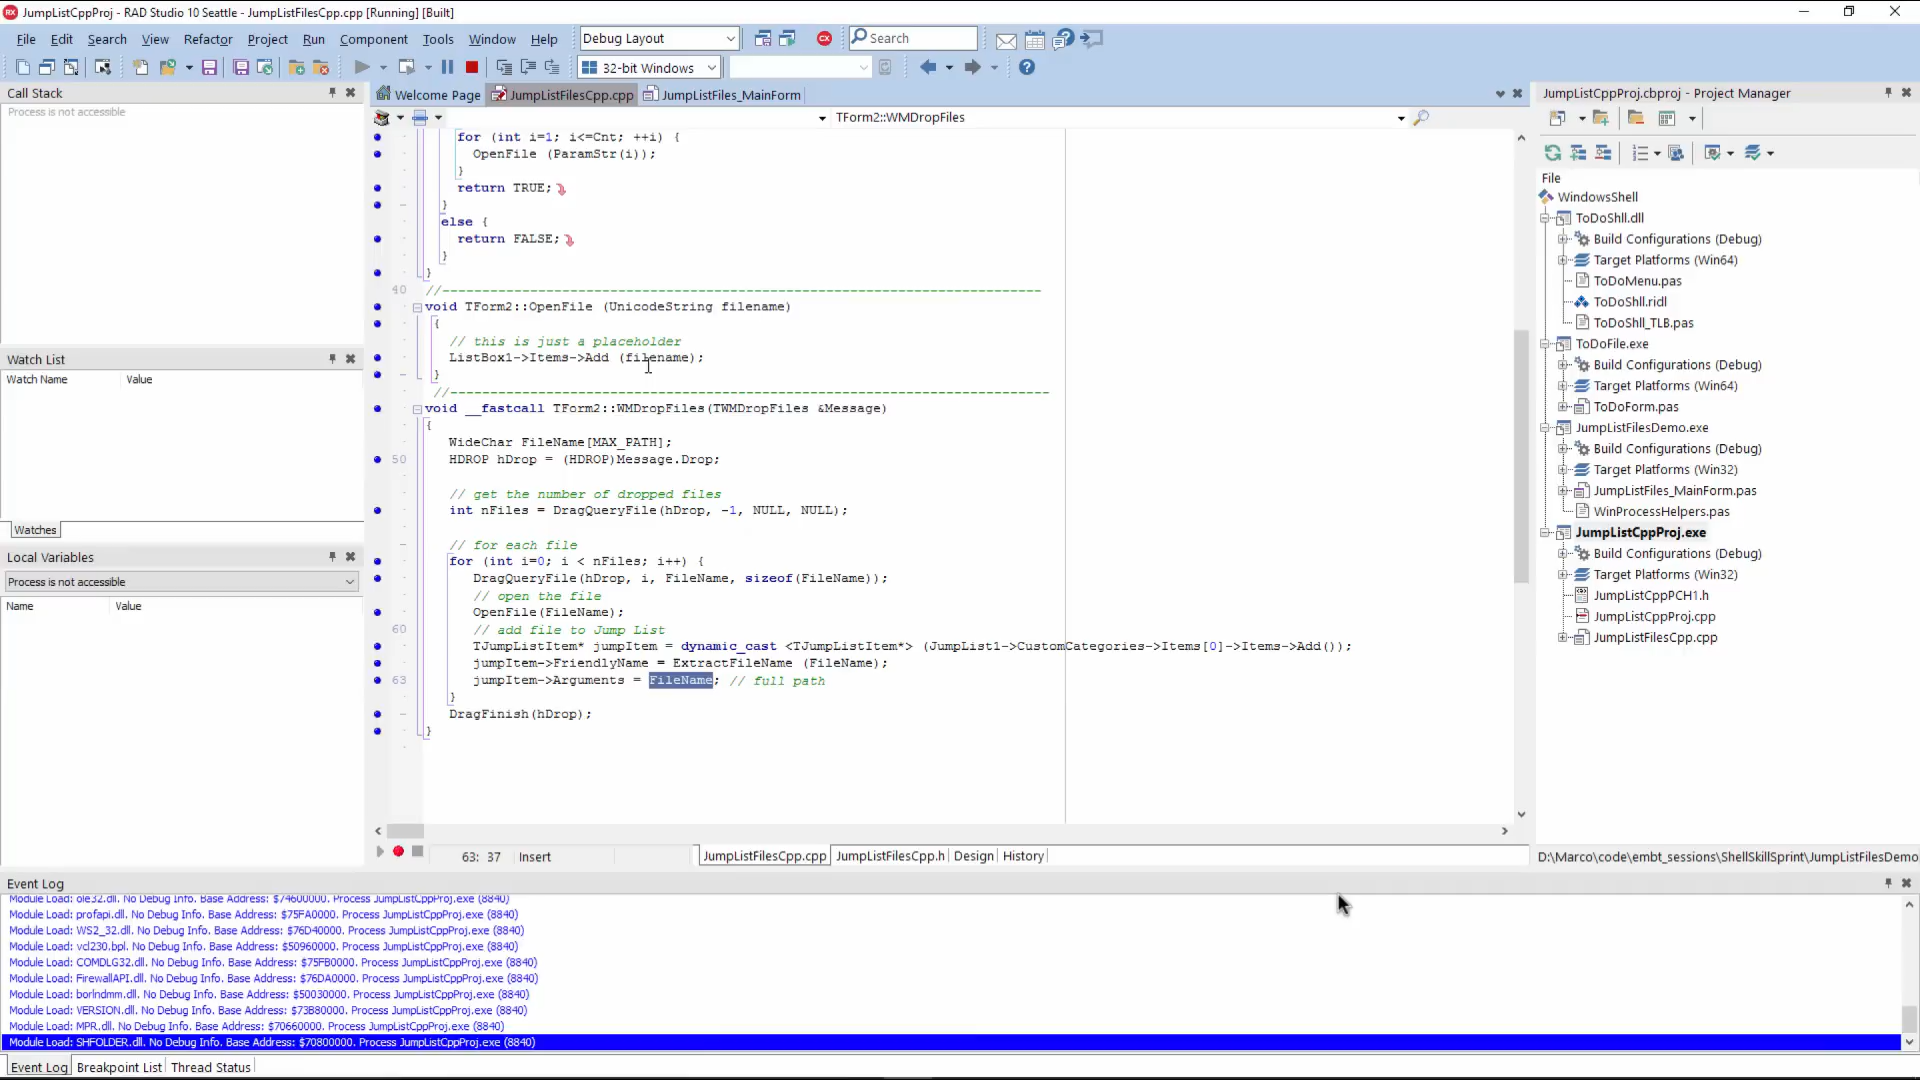 JumpListCppProj - RAD Studio 10 Seattle - JumpListFilesCpp.cpp [Running] [Built]
File Edit Search View Refactor Project Run Component Tools Window Help Debug Layout Search
32-bit Windows
Call Stack
Process is not accessible
Watch List
Watch Name Value
Watches
Local Variables
Process is not accessible
Name Value
Welcome Page JumpListFilesCpp.cpp JumpListFiles_MainForm
TForm2::WMDropFiles
for (int i=1; i<=Cnt; ++i) {
OpenFile (ParamStr(i));
}
return TRUE;
}
else {
return FALSE;
}
}
40 //---------------------------------------------------------------------------
void TForm2::OpenFile (UnicodeString filename)
{
// this is just a placeholder
ListBox1->Items->Add (filename);
}
//---------------------------------------------------------------------------
void __fastcall TForm2::WMDropFiles(TWMDropFiles &Message)
{
WideChar FileName[MAX_PATH];
50 HDROP hDrop = (HDROP)Message.Drop;
// get the number of dropped files
int nFiles = DragQueryFile(hDrop, -1, NULL, NULL);
// for each file
for (int i=0; i < nFiles; i++) {
DragQueryFile(hDrop, i, FileName, sizeof(FileName));
// open the file
OpenFile(FileName);
60 // add file to Jump List
TJumpListItem* jumpItem = dynamic_cast <TJumpListItem*> (JumpList1->CustomCategories->Items[0]->Items->Add());
jumpItem->FriendlyName = ExtractFileName (FileName);
63 jumpItem->Arguments = FileName; // full path
}
DragFinish(hDrop);
}
63: 37 Insert
JumpListFilesCpp.cpp JumpListFilesCpp.h Design History
JumpListCppProj.cbproj - Project Manager
File
WindowsShell
ToDoShll.dll
Build Configurations (Debug)
Target Platforms (Win64)
ToDoMenu.pas
ToDoShll.ridl
ToDoShll_TLB.pas
ToDoFile.exe
Build Configurations (Debug)
Target Platforms (Win64)
ToDoForm.pas
JumpListFilesDemo.exe
Build Configurations (Debug)
Target Platforms (Win32)
JumpListFiles_MainForm.pas
WinProcessHelpers.pas
JumpListCppProj.exe
Build Configurations (Debug)
Target Platforms (Win32)
JumpListCppPCH1.h
JumpListCppProj.cpp
JumpListFilesCpp.cpp
D:\Marco\code\embt_sessions\ShellSkillSprint\JumpListFilesDemo
Event Log
Module Load: ole32.dll. No Debug Info. Base Address: $74600000. Process JumpListCppProj.exe (8840)
Module Load: profapi.dll. No Debug Info. Base Address: $75FA0000. Process JumpListCppProj.exe (8840)
Module Load: WS2_32.dll. No Debug Info. Base Address: $76D40000. Process JumpListCppProj.exe (8840)
Module Load: vcl230.bpl. No Debug Info. Base Address: $50960000. Process JumpListCppProj.exe (8840)
Module Load: COMDLG32.dll. No Debug Info. Base Address: $75FB0000. Process JumpListCppProj.exe (8840)
Module Load: FirewallAPI.dll. No Debug Info. Base Address: $76DA0000. Process JumpListCppProj.exe (8840)
Module Load: borlndmm.dll. No Debug Info. Base Address: $50030000. Process JumpListCppProj.exe (8840)
Module Load: VERSION.dll. No Debug Info. Base Address: $73B80000. Process JumpListCppProj.exe (8840)
Module Load: MPR.dll. No Debug Info. Base Address: $70660000. Process JumpListCppProj.exe (8840)
Module Load: SHFOLDER.dll. No Debug Info. Base Address: $70800000. Process JumpListCppProj.exe (8840)
Event Log Breakpoint List Thread Status